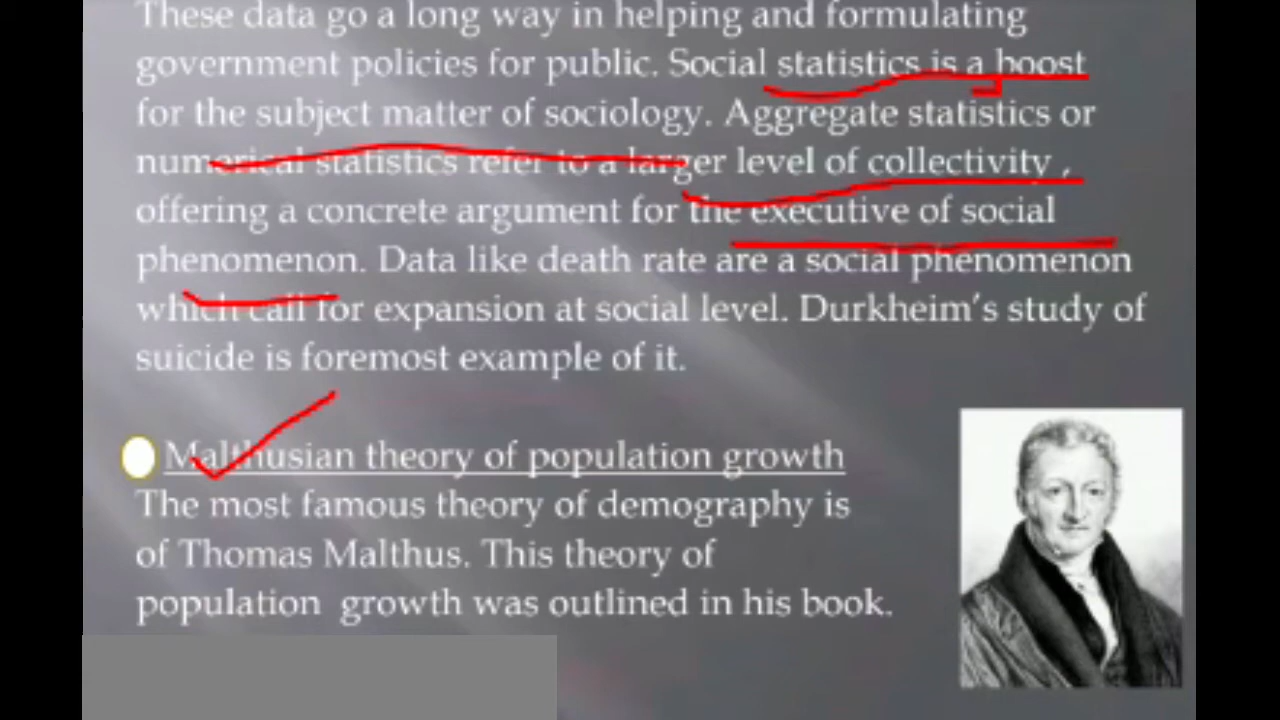 These data go a long way in helping and formulating
government policies for public. Social statistics is a boost
for the subject matter of sociology. Aggregate statistics or
numerical statistics refer to a larger level of collectivity ,
offering a concrete argument for the executive of social
phenomenon. Data like death rate are a social phenomenon
which call for expansion at social level. Durkheim's study of
suicide is foremost example of it.
Malthusian theory of population growth
The most famous theory of demography is
of Thomas Malthus. This theory of
population growth was outlined in his book.